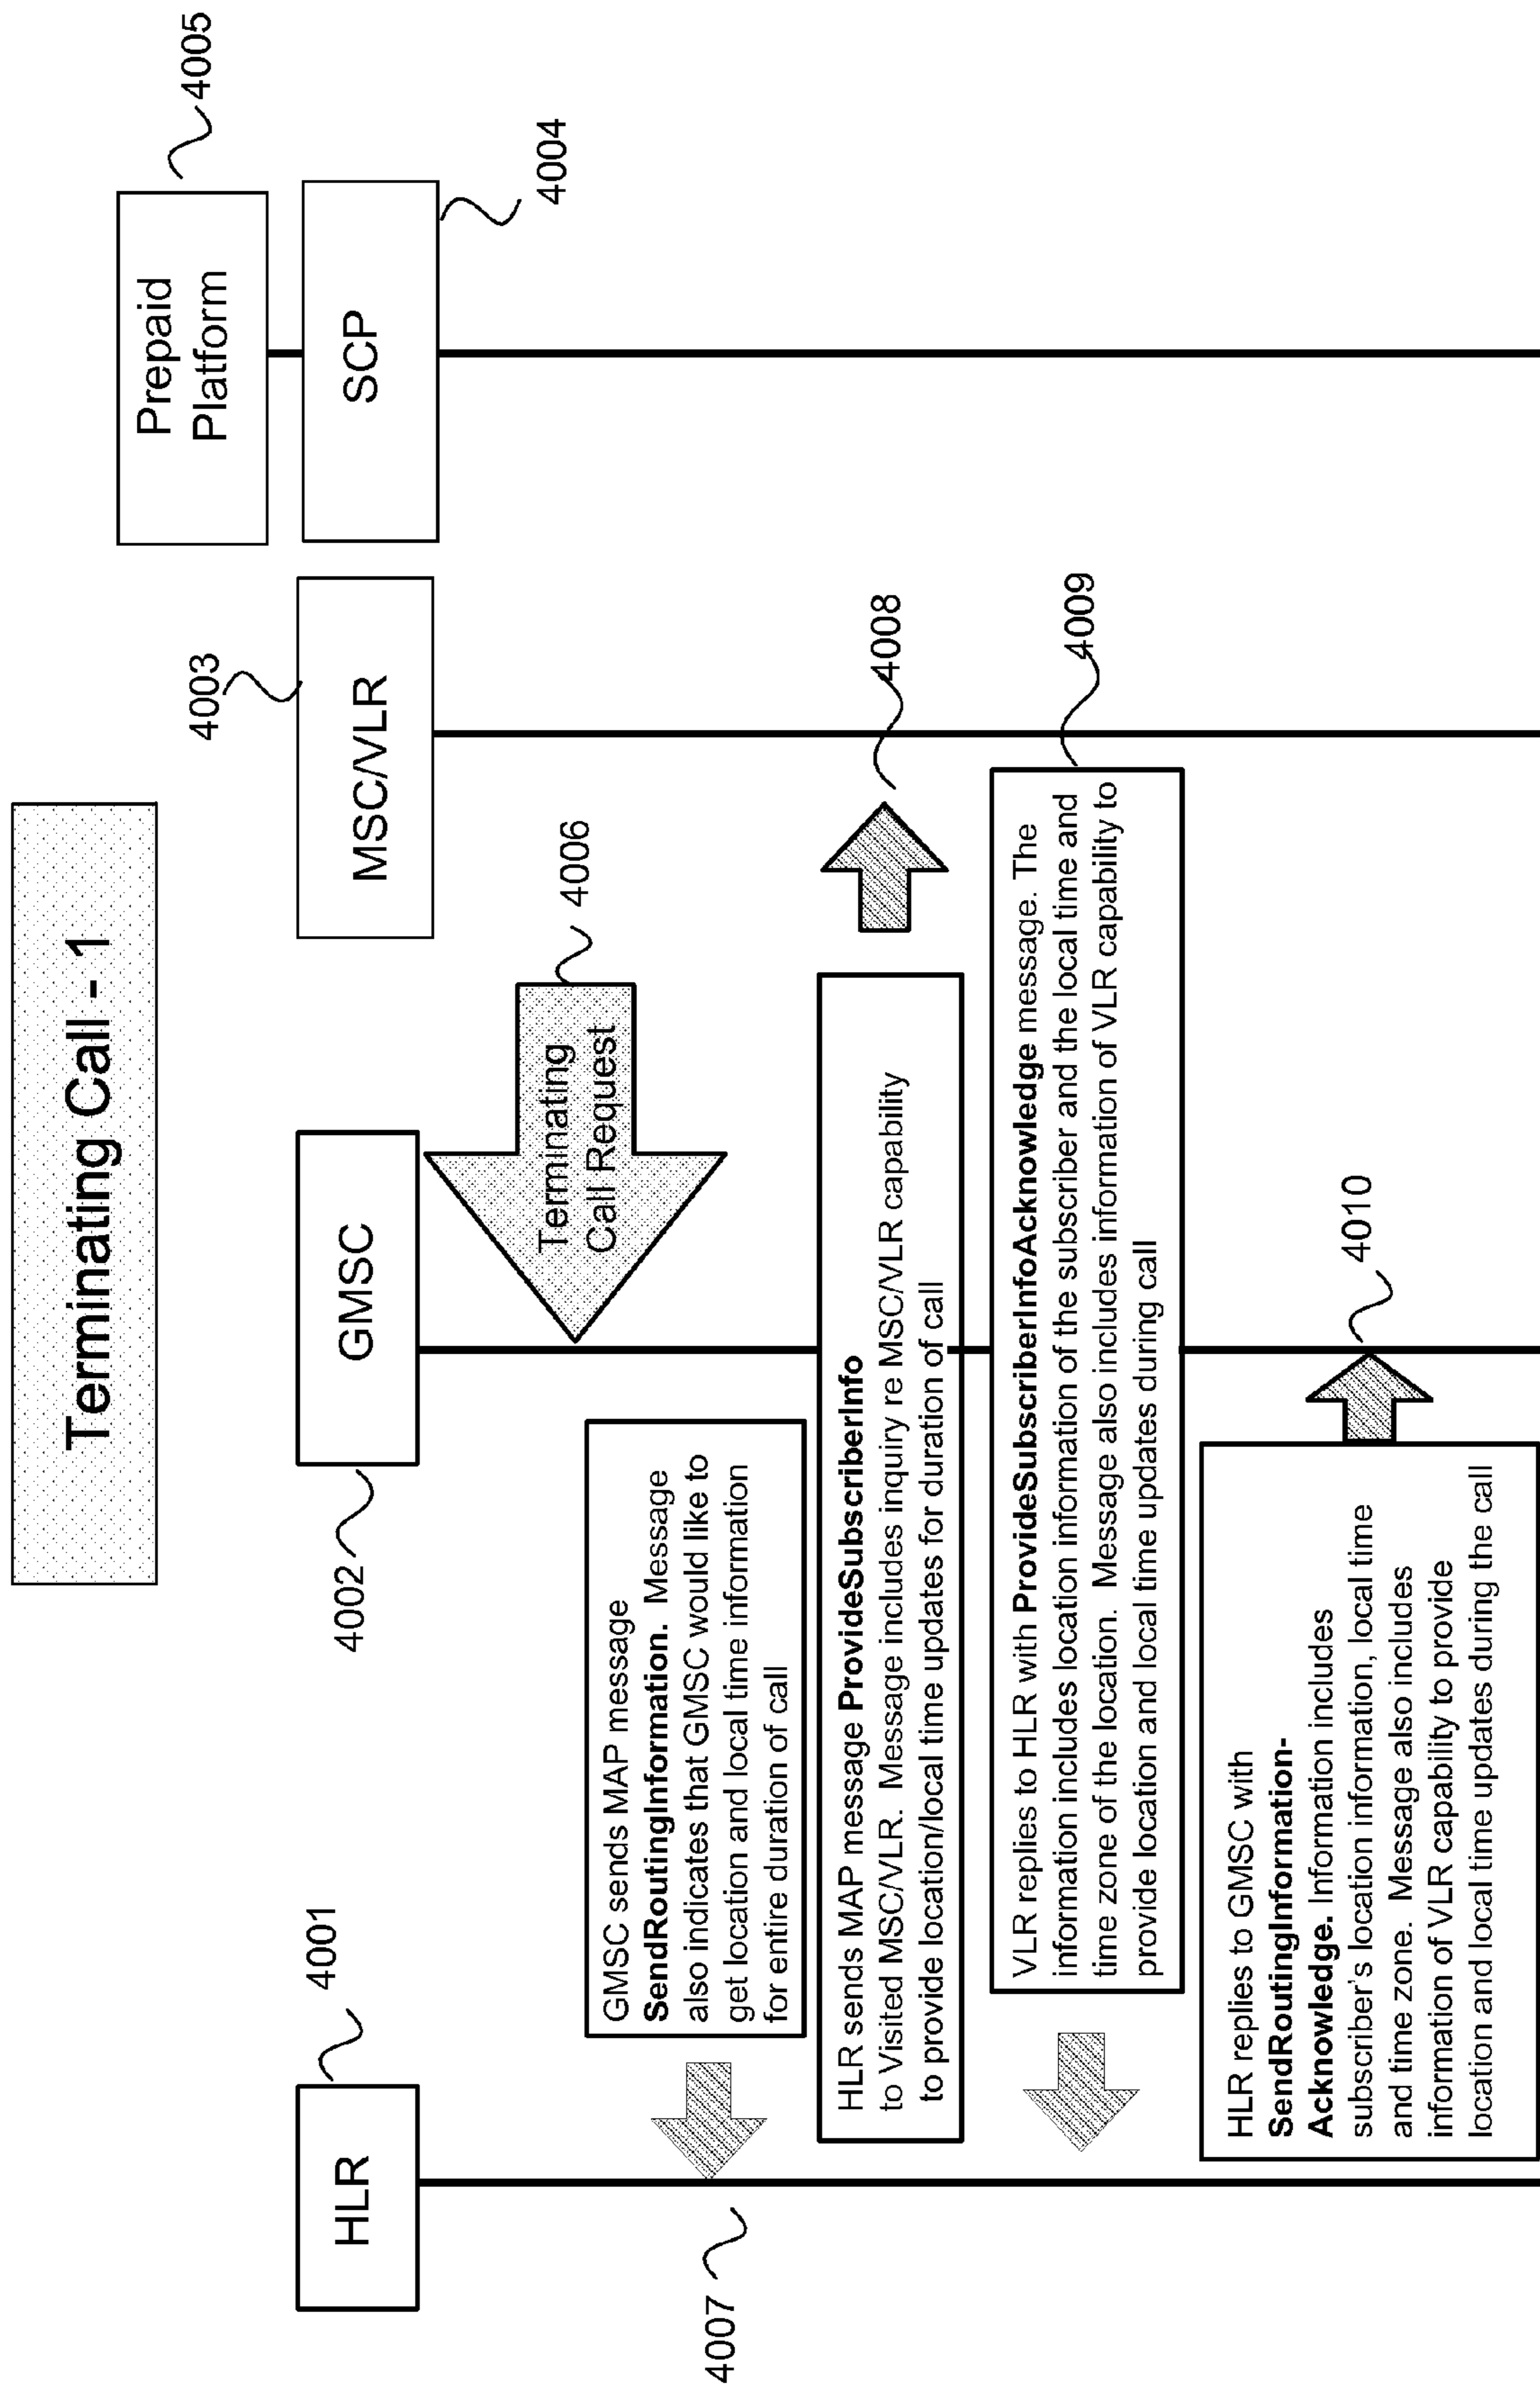 Terminating Call - 1
Prepaid
Platform
4005
4003
4001
HLR
4002
GMSC
MSC/VLR
SCP
4004
Terminating
Call Request
4006
4007
GMSC sends MAP message
SendRoutingInformation. Message
also indicates that GMSC would like to
get location and local time information
for entire duration of call
HLR sends MAP message ProvideSubscriberInfo
to Visited MSC/VLR. Message includes inquiry re MSC/VLR capability
to provide location/local time updates for duration of call
4008
VLR replies to HLR with ProvideSubscriberInfoAcknowledge message. The
information includes location information of the subscriber and the local time and
time zone of the location. Message also includes information of VLR capability to
provide location and local time updates during call
4009
HLR replies to GMSC with
SendRoutingInformation-
Acknowledge. Information includes
subscriber's location information, local time
and time zone. Message also includes
information of VLR capability to provide
location and local time updates during the call
4010